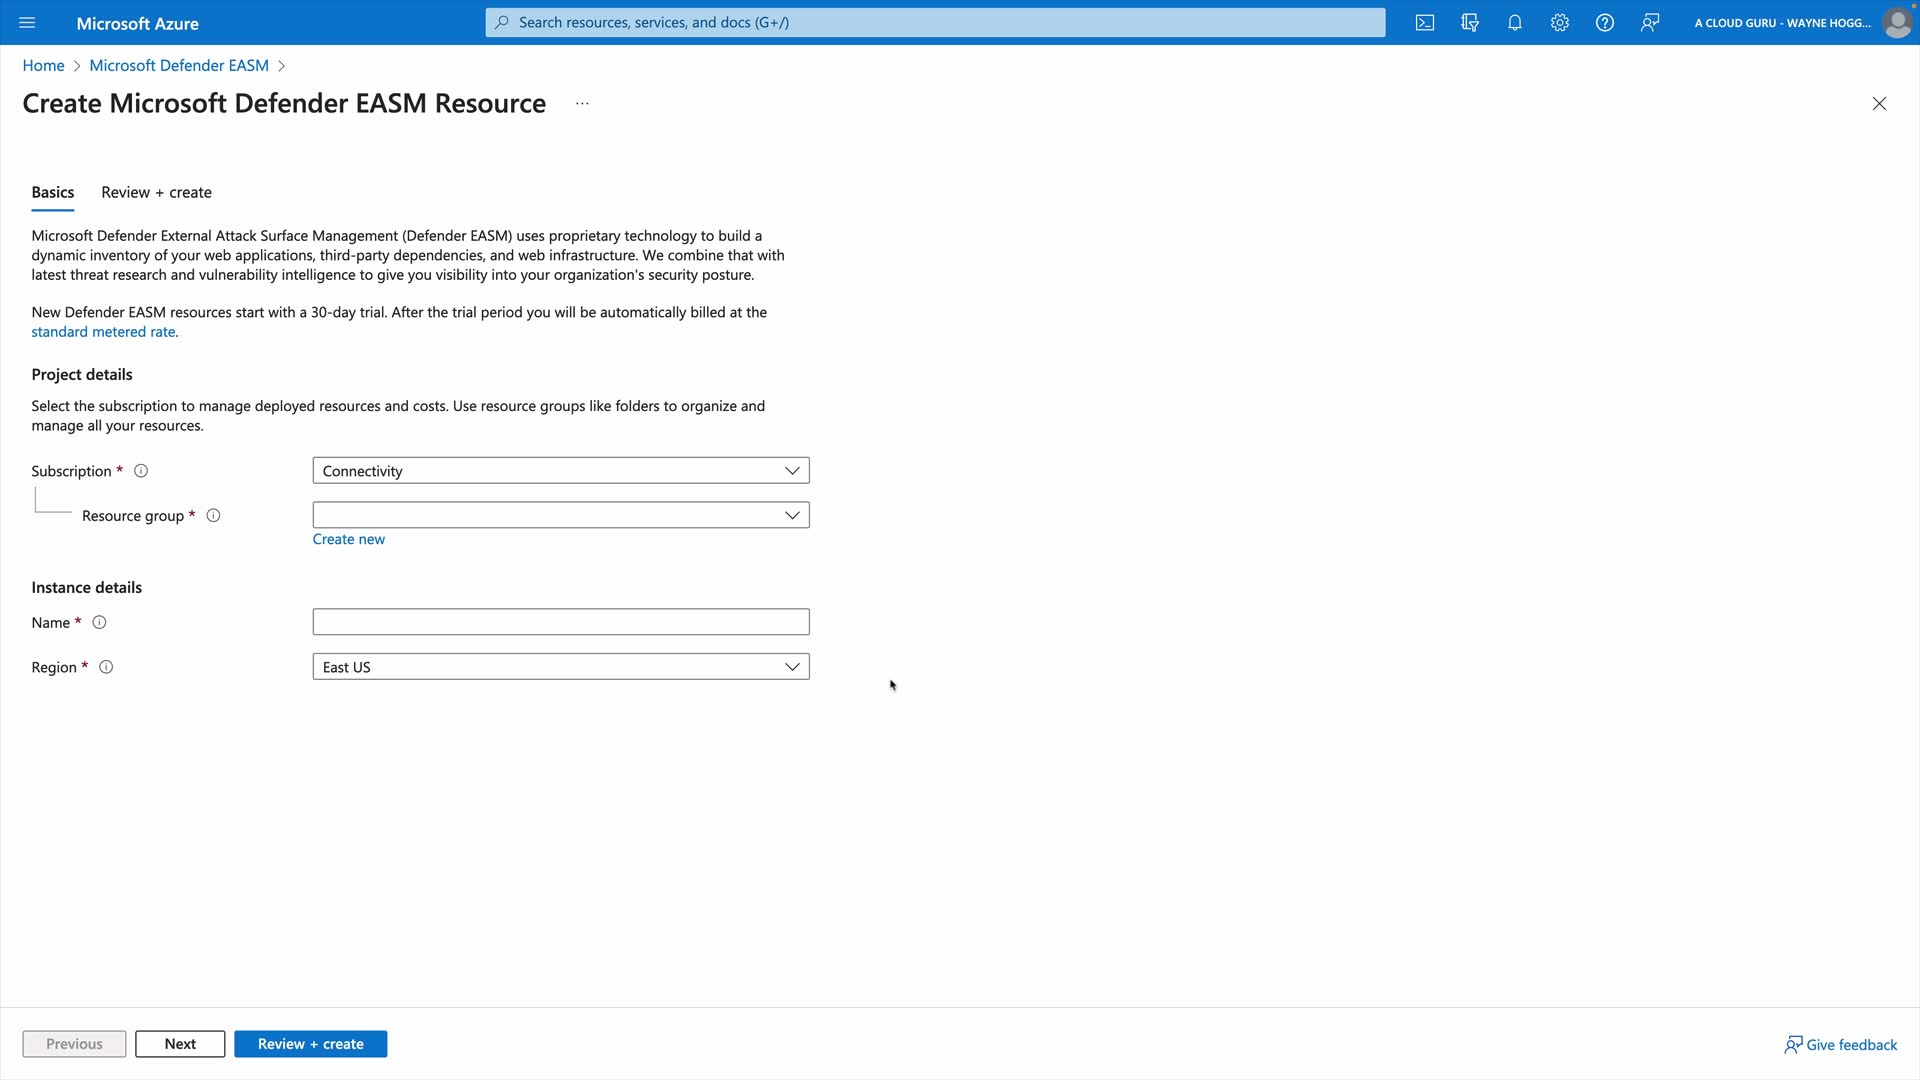 Microsoft Azure
Search resources, services, and docs (G+/)
A CLOUD GURU - WAYNE HOGG...
Home > Microsoft Defender EASM >
Create Microsoft Defender EASM Resource ...
Basics Review + create
Microsoft Defender External Attack Surface Management (Defender EASM) uses proprietary technology to build a
dynamic inventory of your web applications, third-party dependencies, and web infrastructure. We combine that with
latest threat research and vulnerability intelligence to give you visibility into your organization's security posture.
New Defender EASM resources start with a 30-day trial. After the trial period you will be automatically billed at the
standard metered rate.
Project details
Select the subscription to manage deployed resources and costs. Use resource groups like folders to organize and
manage all your resources.
Subscription * Connectivity
Resource group *
Create new
Instance details
Name *
Region * East US
Previous Next Review + create Give feedback